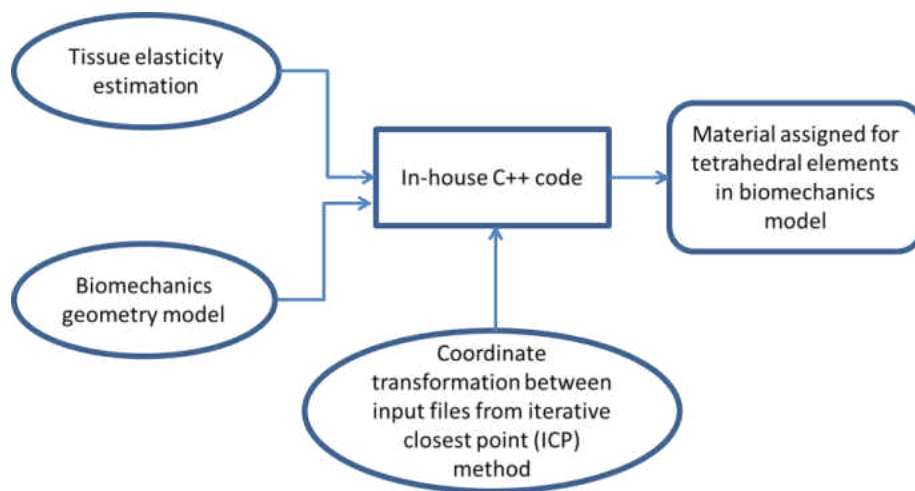 Tissue elasticity
estimation
In-house C++ code
Material assigned for
tetrahedral elements
in biomechanics
model
Biomechanics
geometry model
Coordinate
transformation between
input files from iterative
closest point (ICP)
method